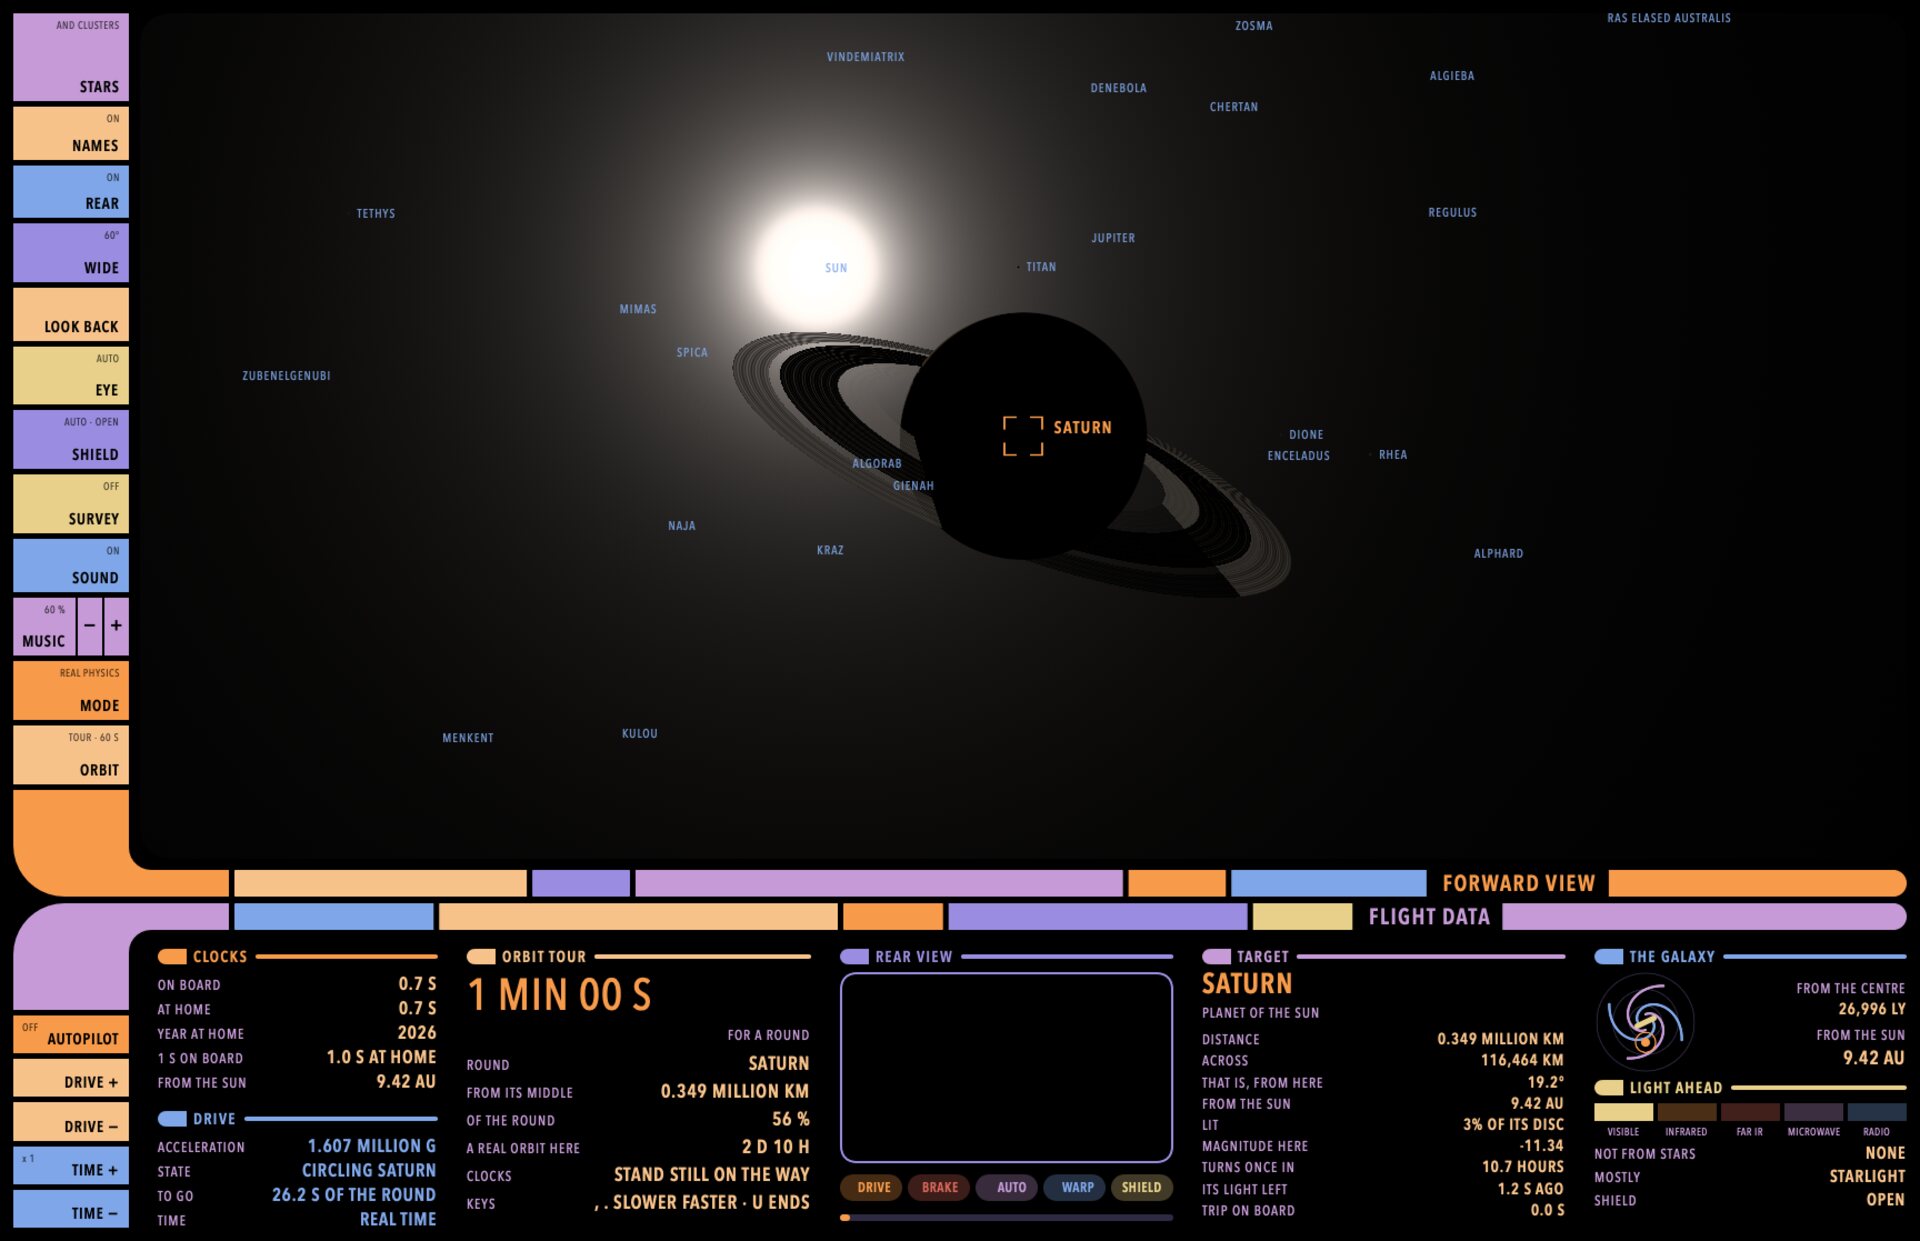 AND CLUSTERS
STARS
ON
NAMES
ON
REAR
60°
WIDE
LOOK BACK
AUTO
EYE
AUTO · OPEN
SHIELD
OFF
SURVEY
ON
SOUND
60 %
MUSIC
−
+
REAL PHYSICS
MODE
TOUR · 60 S
ORBIT
ZOSMA
RAS ELASED AUSTRALIS
VINDEMIATRIX
ALGIEBA
DENEBOLA
CHERTAN
TETHYS
REGULUS
JUPITER
SUN
TITAN
MIMAS
SPICA
ZUBENELGENUBI
SATURN
DIONE
ENCELADUS
RHEA
ALGORAB
GIENAH
NAJA
KRAZ
ALPHARD
MENKENT
KULOU
FORWARD VIEW
FLIGHT DATA
OFF
AUTOPILOT
DRIVE +
DRIVE −
x 1
TIME +
TIME −
CLOCKS
ON BOARD 0.7 S
AT HOME 0.7 S
YEAR AT HOME 2026
1 S ON BOARD 1.0 S AT HOME
FROM THE SUN 9.42 AU
DRIVE
ACCELERATION 1.607 MILLION G
STATE CIRCLING SATURN
TO GO 26.2 S OF THE ROUND
TIME REAL TIME
ORBIT TOUR
1 MIN 00 S
FOR A ROUND
ROUND SATURN
FROM ITS MIDDLE 0.349 MILLION KM
OF THE ROUND 56 %
A REAL ORBIT HERE 2 D 10 H
CLOCKS STAND STILL ON THE WAY
KEYS , . SLOWER FASTER · U ENDS
REAR VIEW
DRIVE BRAKE AUTO WARP SHIELD
TARGET
SATURN
PLANET OF THE SUN
DISTANCE 0.349 MILLION KM
ACROSS 116,464 KM
THAT IS, FROM HERE 19.2°
FROM THE SUN 9.42 AU
LIT 3% OF ITS DISC
MAGNITUDE HERE -11.34
TURNS ONCE IN 10.7 HOURS
ITS LIGHT LEFT 1.2 S AGO
TRIP ON BOARD 0.0 S
THE GALAXY
FROM THE CENTRE
26,996 LY
FROM THE SUN
9.42 AU
LIGHT AHEAD
VISIBLE INFRARED FAR IR MICROWAVE RADIO
NOT FROM STARS NONE
MOSTLY STARLIGHT
SHIELD OPEN